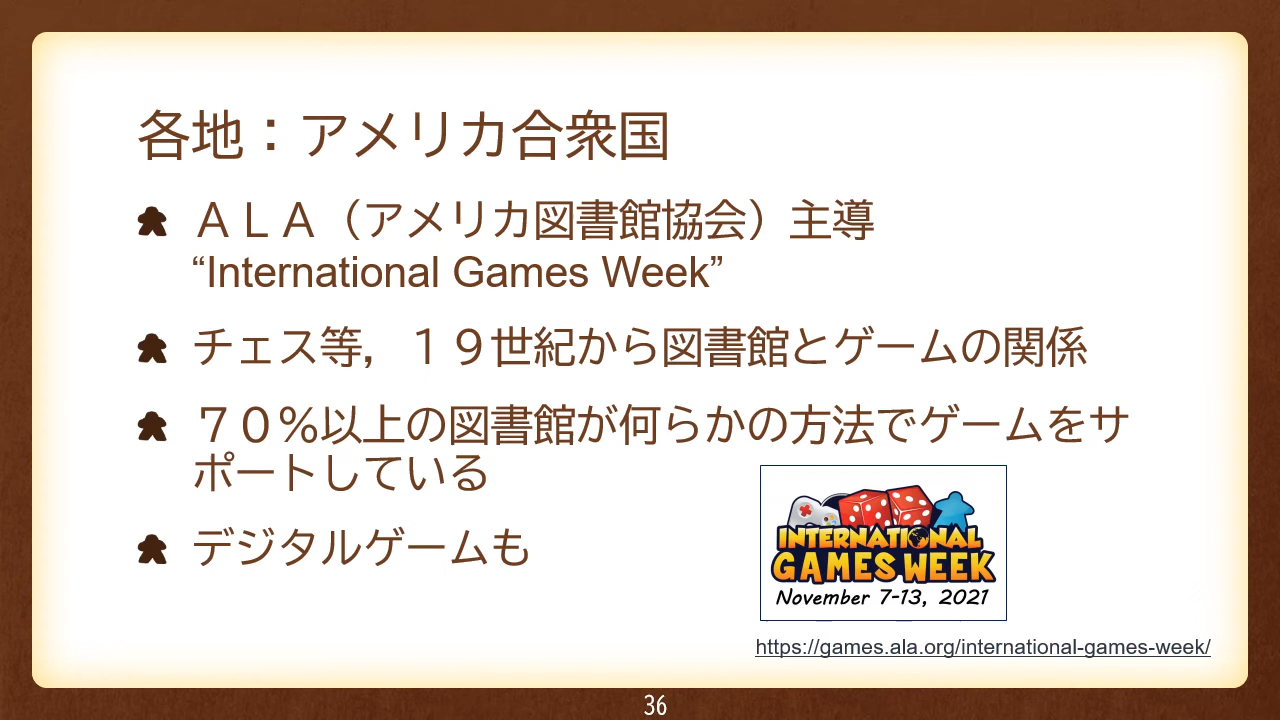 各地：アメリカ合衆国
ＡＬＡ（アメリカ図書館協会）主導
“International Games Week”
チェス等，１９世紀から図書館とゲームの関係
７０％以上の図書館が何らかの方法でゲームをサ
ポートしている
デジタルゲームも
INTERNATIONAL
GAMES WEEK
November 7-13, 2021
https://games.ala.org/international-games-week/
36